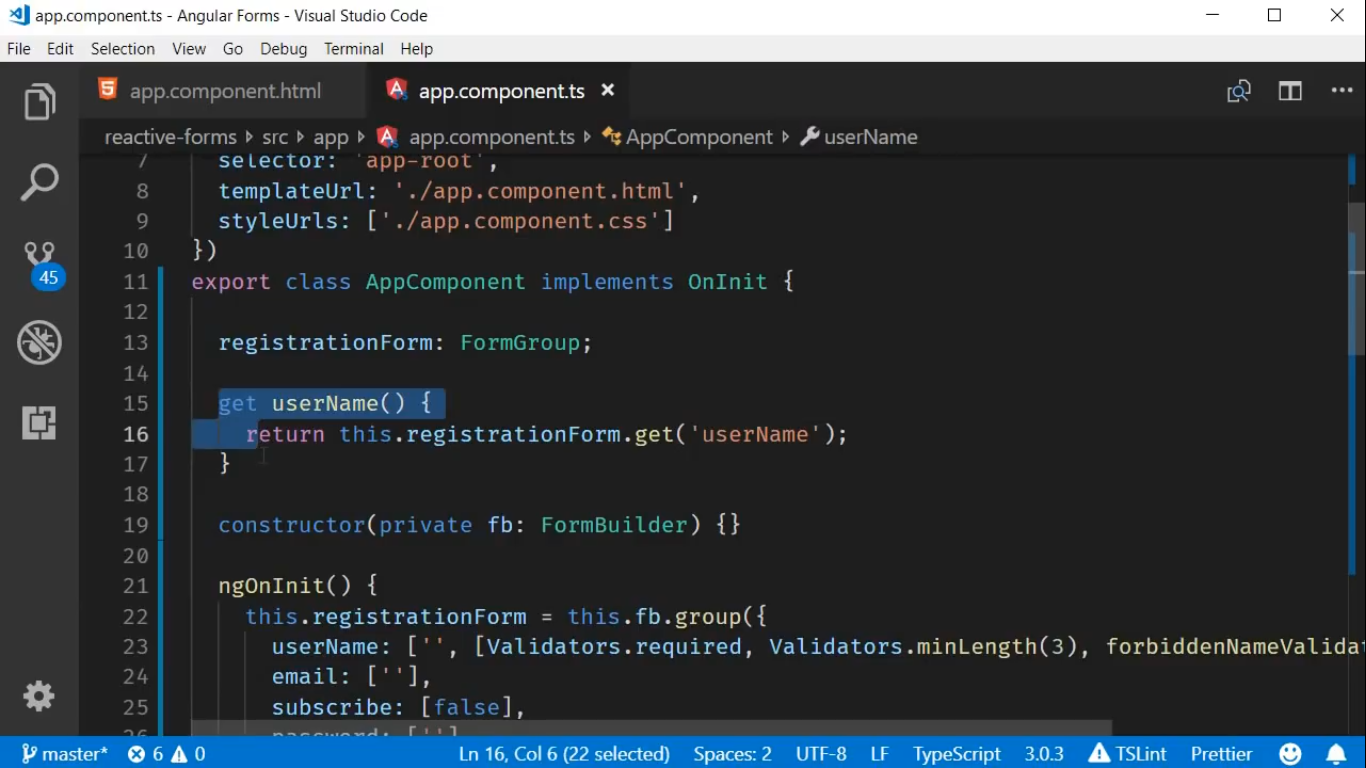 app.component.ts - Angular Forms - Visual Studio Code
File Edit Selection View Go Debug Terminal Help
app.component.html app.component.ts
reactive-forms src app app.component.ts AppComponent userName
7 selector: 'app-root',
8 templateUrl: './app.component.html',
9 styleUrls: ['./app.component.css']
10 })
11 export class AppComponent implements OnInit {
12
13 registrationForm: FormGroup;
14
15 get userName() {
16 return this.registrationForm.get('userName');
17 }
18
19 constructor(private fb: FormBuilder) {}
20
21 ngOnInit() {
22 this.registrationForm = this.fb.group({
23 userName: ['', [Validators.required, Validators.minLength(3), forbiddenNameValida
24 email: [''],
25 subscribe: [false],
26 password: ['']
45
master* 6 0 Ln 16, Col 6 (22 selected) Spaces: 2 UTF-8 LF TypeScript 3.0.3 TSLint Prettier